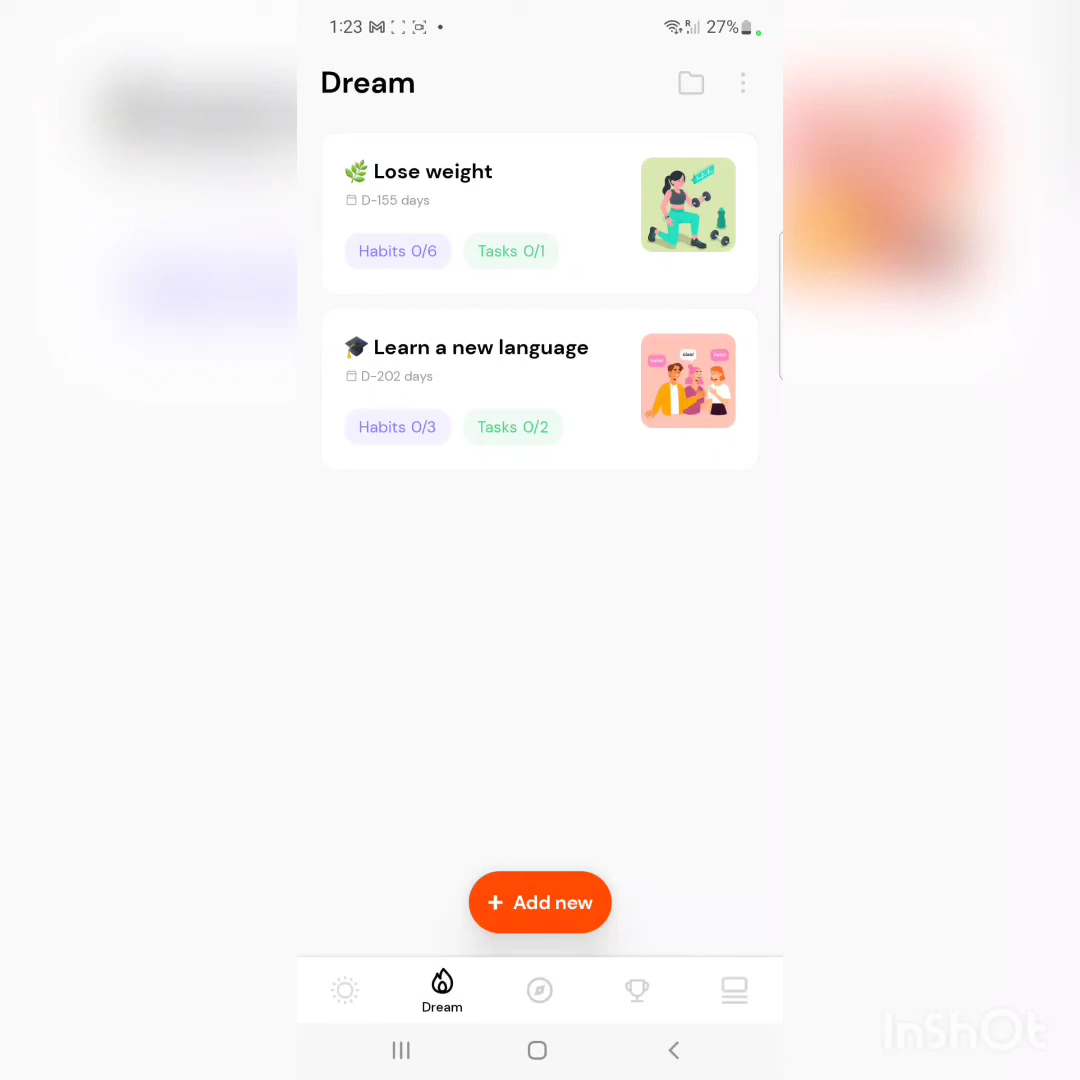 1:23 27%
Dream
Lose weight
D-155 days
Habits 0/6 Tasks 0/1
Learn a new language
D-202 days
ciao!
Habits 0/3 Tasks 0/2
+ Add new
Dream
InShOt